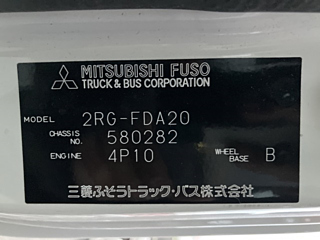 MITSUBISHI FUSO
TRUCK & BUS CORPORATION
MODEL 2RG-FDA20
CHASSIS NO. 580282
ENGINE 4P10 WHEEL BASE B
三菱ふそうトラック・バス株式会社